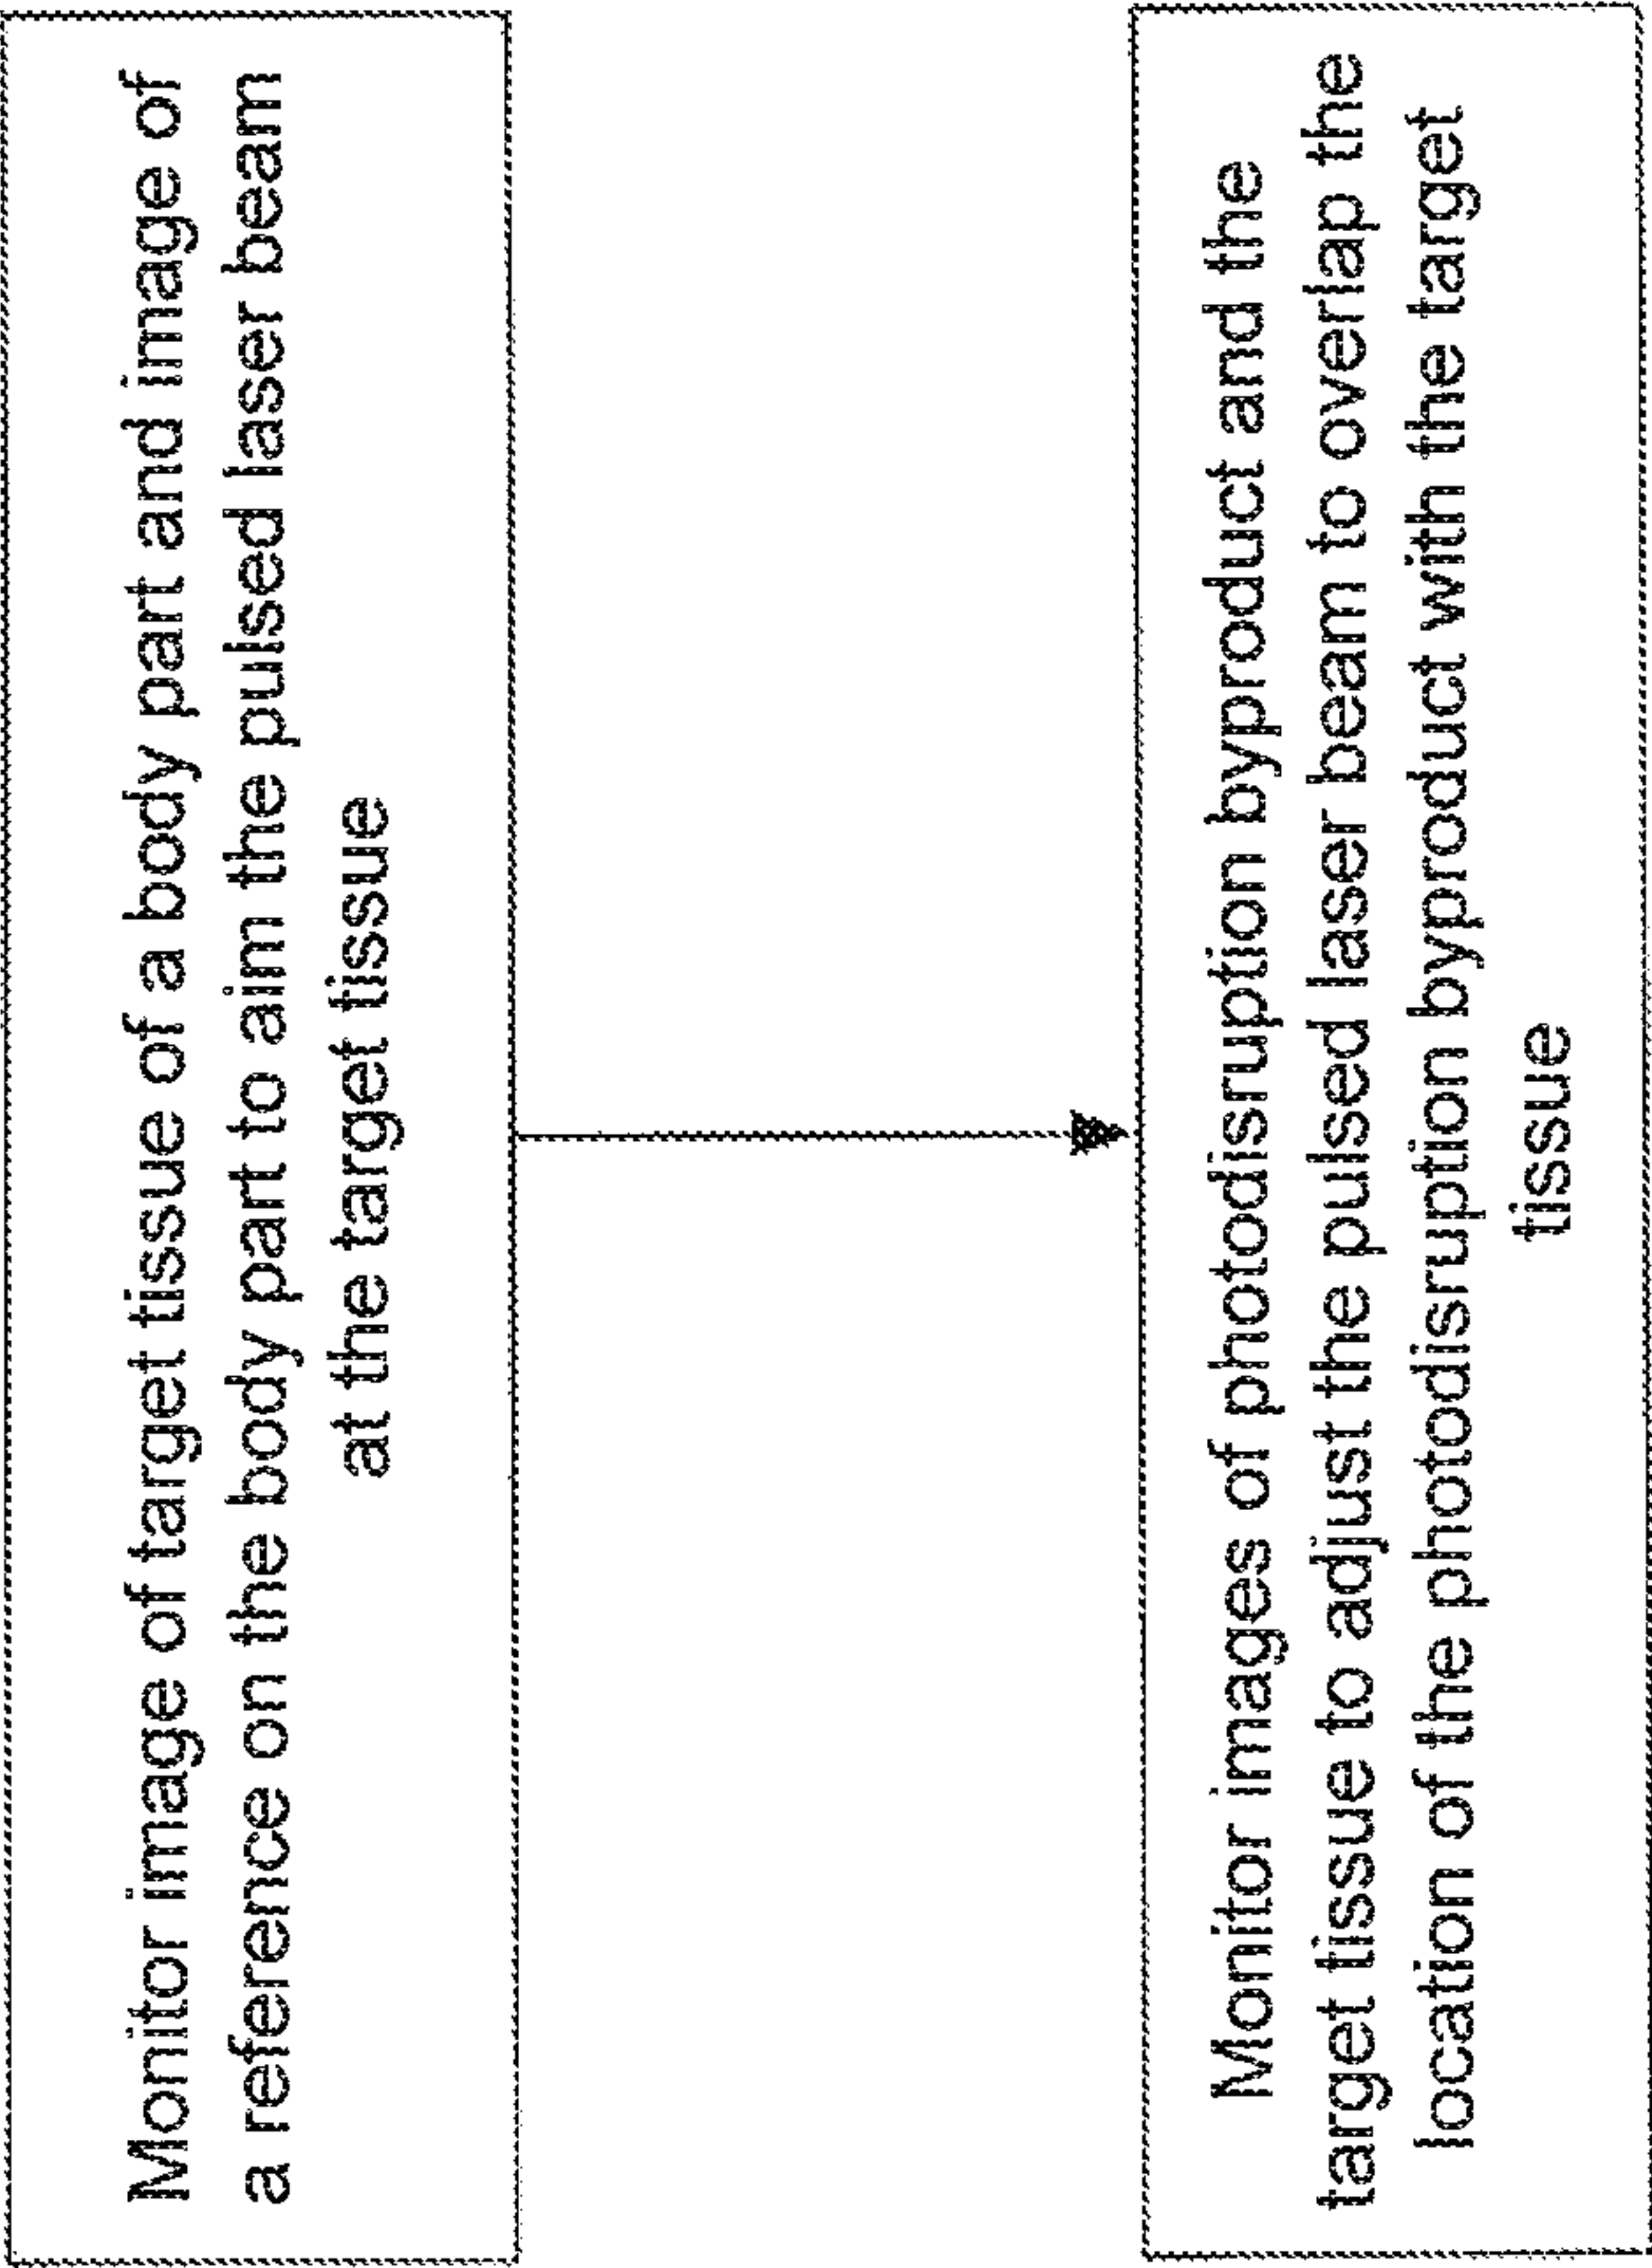 Monitor image of target tissue of a body part and image of
a reference on the body part to aim the pulsed laser beam
at the target tissue
Monitor images of photodisruption byproduct and the
target tissue to adjust the pulsed laser beam to overlap the
location of the photodisruption byproduct with the target
tissue